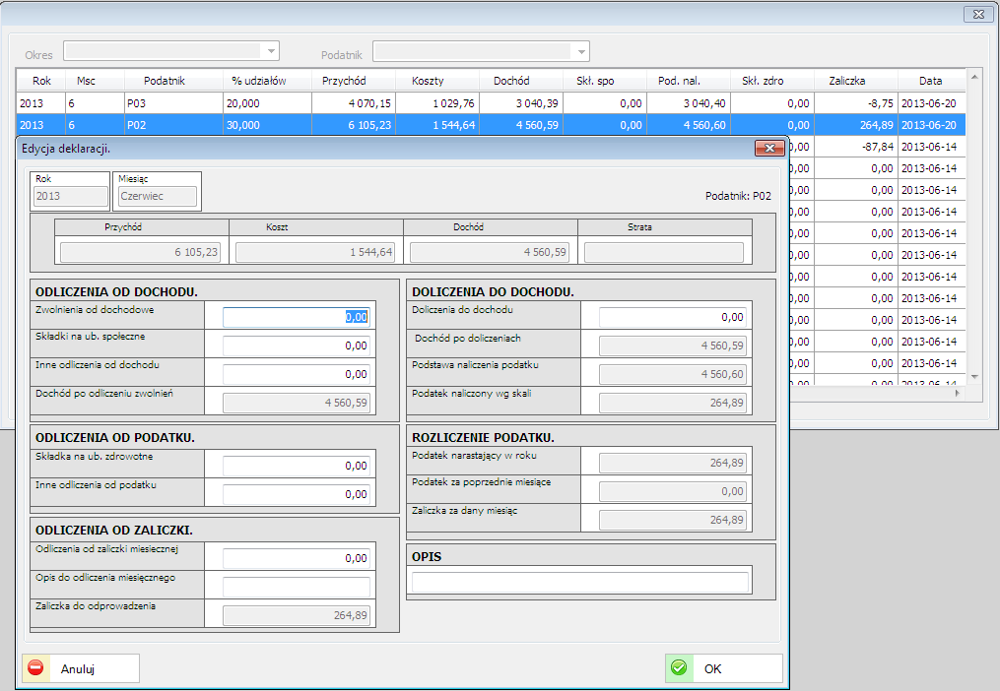 Okres Podatnik
Rok Msc Podatnik % udziałów Przychód Koszty Dochód Skł. spo Pod. nal. Skł. zdro Zaliczka Data
2013 6 P03 20,000 4 070,15 1 029,76 3 040,39 0,00 3 040,40 0,00 -8,75 2013-06-20
2013 6 P02 30,000 6 105,23 1 544,64 4 560,59 0,00 4 560,60 0,00 264,89 2013-06-20
0,00 -87,84 2013-06-14
0,00 0,00 2013-06-14
0,00 0,00 2013-06-14
0,00 0,00 2013-06-14
0,00 0,00 2013-06-14
0,00 0,00 2013-06-14
0,00 0,00 2013-06-14
0,00 0,00 2013-06-14
0,00 0,00 2013-06-14
0,00 0,00 2013-06-14
0,00 0,00 2013-06-14
0,00 0,00 2013-06-14
0,00 0,00 2013-06-14
Edycja deklaracji.
Rok Miesiąc
2013 Czerwiec
Podatnik: P02
Przychód Koszt Dochód Strata
6 105,23 1 544,64 4 560,59
ODLICZENIA OD DOCHODU.
Zwolnienia od dochodowe 0,00
Składki na ub. społeczne 0,00
Inne odliczenia od dochodu 0,00
Dochód po odliczeniu zwolnień 4 560,59
ODLICZENIA OD PODATKU.
Składka na ub. zdrowotne 0,00
Inne odliczenia od podatku 0,00
ODLICZENIA OD ZALICZKI.
Odliczenia od zaliczki miesiecznej 0,00
Opis do odliczenia miesięcznego
Zaliczka do odprowadzenia 264,89
DOLICZENIA DO DOCHODU.
Doliczenia do dochodu 0,00
Dochód po doliczeniach 4 560,59
Podstawa naliczenia podatku 4 560,60
Podatek naliczony wg skali 264,89
ROZLICZENIE PODATKU.
Podatek narastający w roku 264,89
Podatek za poprzednie miesiące 0,00
Zaliczka za dany miesiąc 264,89
OPIS
Anuluj
OK